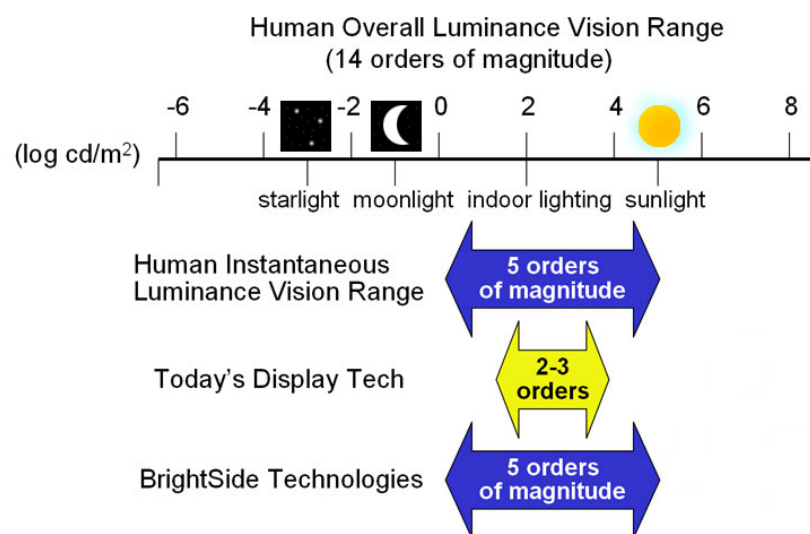 Human Overall Luminance Vision Range
(14 orders of magnitude)
-6 -4 -2 0 2 4 6 8
(log cd/m²)
starlight moonlight indoor lighting sunlight
Human Instantaneous
Luminance Vision Range
5 orders
of magnitude
Today's Display Tech
2-3
orders
BrightSide Technologies
5 orders
of magnitude